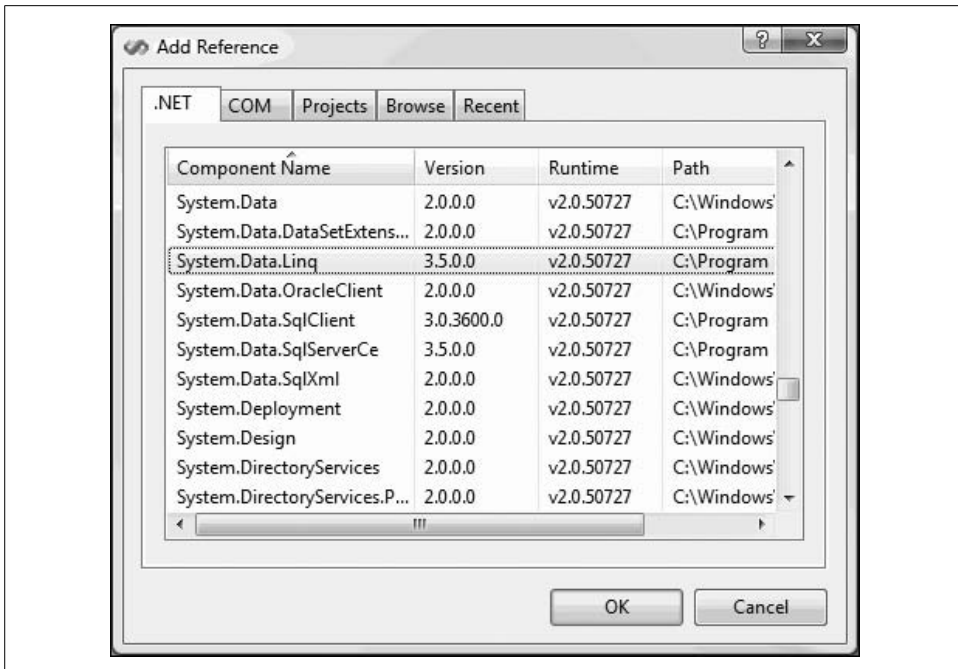 Add Reference
.NET COM Projects Browse Recent
Component Name Version Runtime Path
System.Data 2.0.0.0 v2.0.50727 C:\Windows\
System.Data.DataSetExtens... 2.0.0.0 v2.0.50727 C:\Program
System.Data.Linq 3.5.0.0 v2.0.50727 C:\Program
System.Data.OracleClient 2.0.0.0 v2.0.50727 C:\Windows\
System.Data.SqlClient 3.0.3600.0 v2.0.50727 C:\Program
System.Data.SqlServerCe 3.5.0.0 v2.0.50727 C:\Program
System.Data.SqlXml 2.0.0.0 v2.0.50727 C:\Windows\
System.Deployment 2.0.0.0 v2.0.50727 C:\Windows\
System.Design 2.0.0.0 v2.0.50727 C:\Windows\
System.DirectoryServices 2.0.0.0 v2.0.50727 C:\Windows\
System.DirectoryServices.P... 2.0.0.0 v2.0.50727 C:\Windows\
OK Cancel